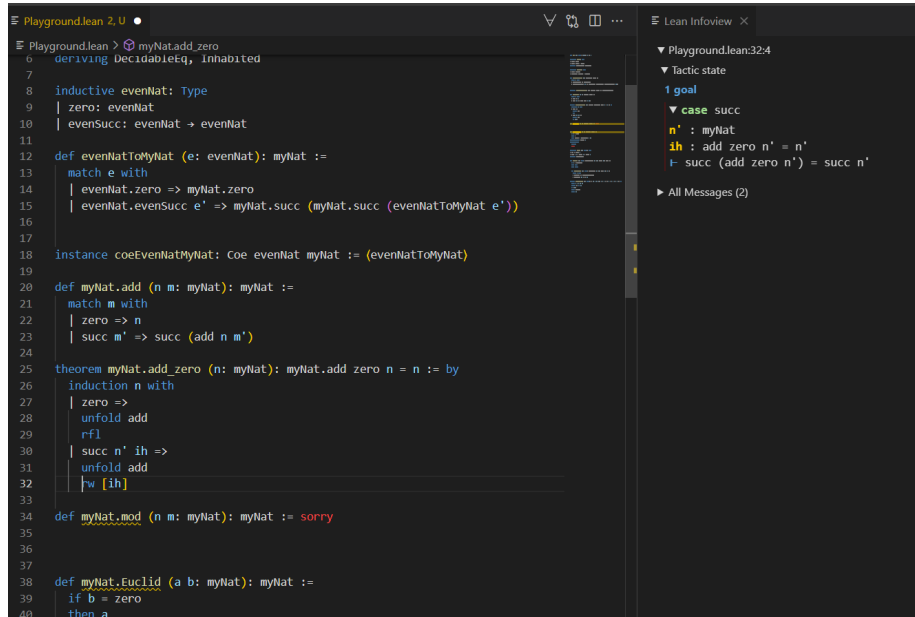 Playground.lean 2, U
Playground.lean > myNat.add_zero
6 deriving DecidableEq, Inhabited
7
8 inductive evenNat: Type
9 | zero: evenNat
10 | evenSucc: evenNat → evenNat
11
12 def evenNatToMyNat (e: evenNat): myNat :=
13 match e with
14 | evenNat.zero => myNat.zero
15 | evenNat.evenSucc e' => myNat.succ (myNat.succ (evenNatToMyNat e'))
16
17
18 instance coeEvenNatMyNat: Coe evenNat myNat := ⟨evenNatToMyNat⟩
19
20 def myNat.add (n m: myNat): myNat :=
21 match m with
22 | zero => n
23 | succ m' => succ (add n m')
24
25 theorem myNat.add_zero (n: myNat): myNat.add zero n = n := by
26 induction n with
27 | zero =>
28 unfold add
29 rfl
30 | succ n' ih =>
31 unfold add
32 rw [ih]
33
34 def myNat.mod (n m: myNat): myNat := sorry
35
36
37
38 def myNat.Euclid (a b: myNat): myNat :=
39 if b = zero
40 then a
Lean Infoview
Playground.lean:32:4
Tactic state
1 goal
case succ
n' : myNat
ih : add zero n' = n'
⊢ succ (add zero n') = succ n'
All Messages (2)